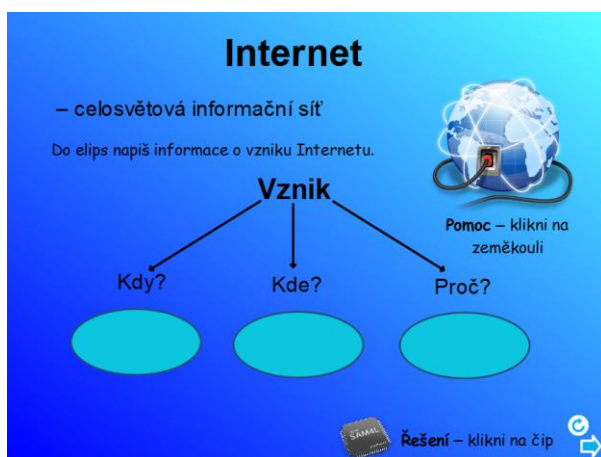 Internet
– celosvětová informační síť
Do elips napiš informace o vzniku Internetu.
Vznik
Pomoc – klikni na
zeměkouli
Kdy? Kde? Proč?
SAM4L
Řešení – klikni na čip